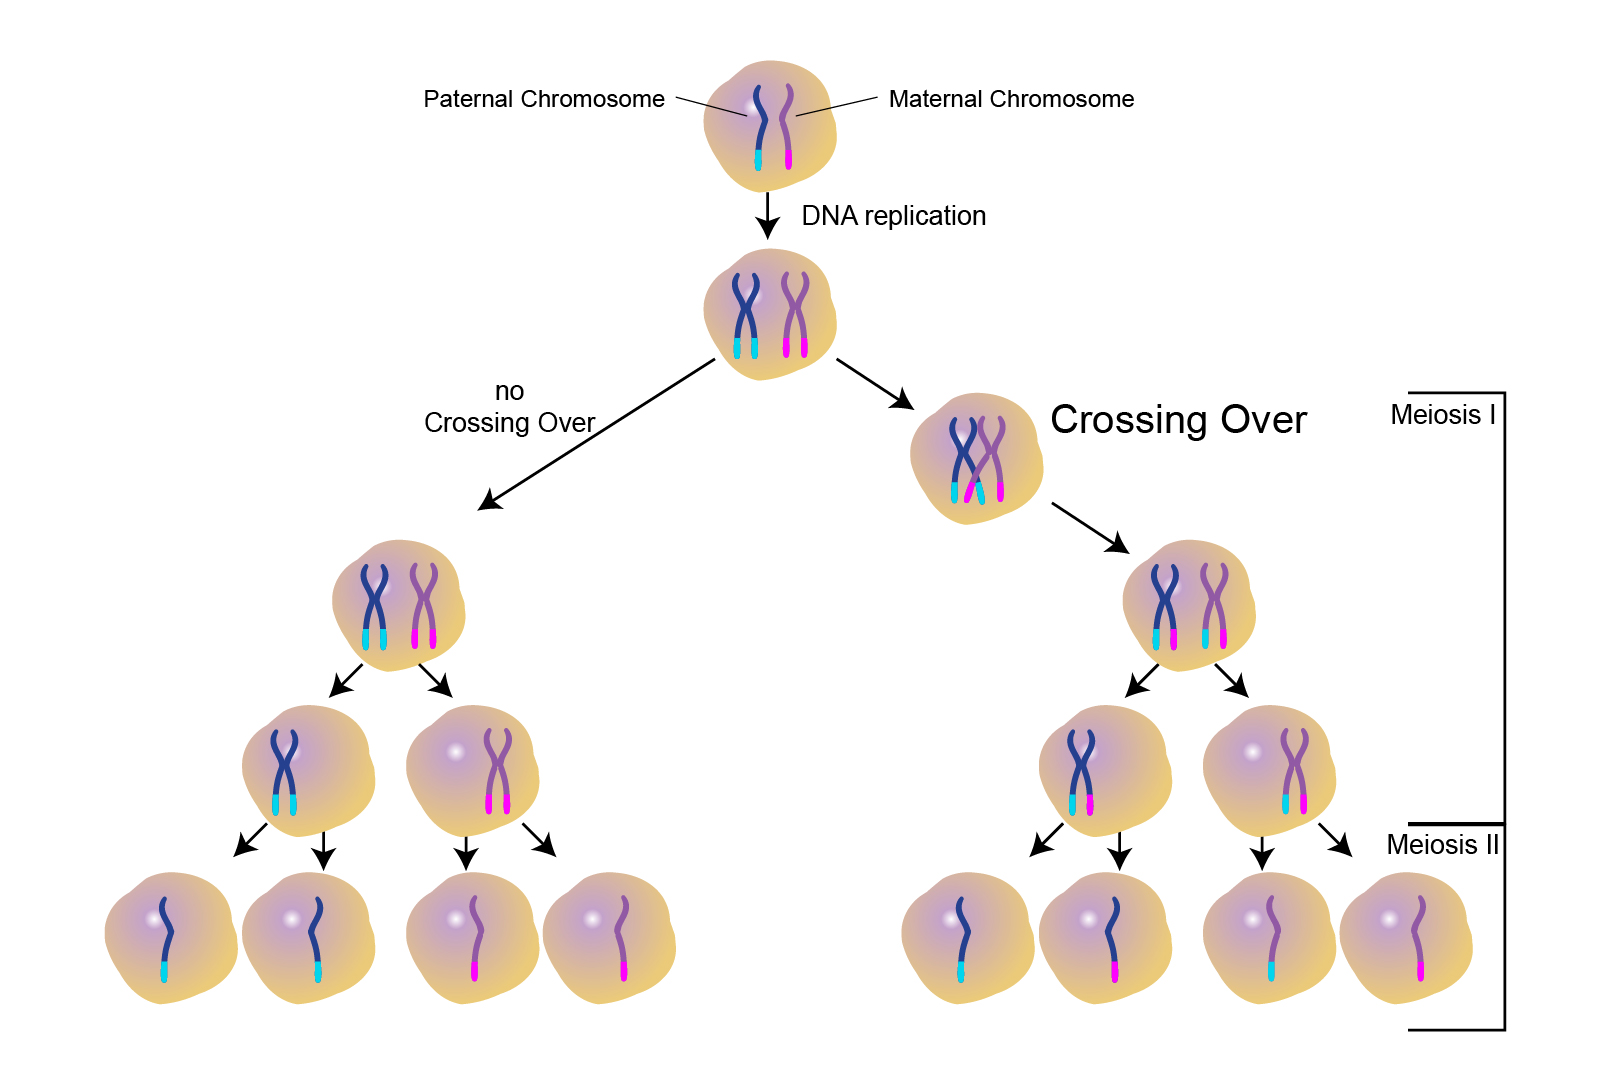 Paternal Chromosome
Maternal Chromosome
DNA replication
no
Crossing Over
Crossing Over
Meiosis I
Meiosis II